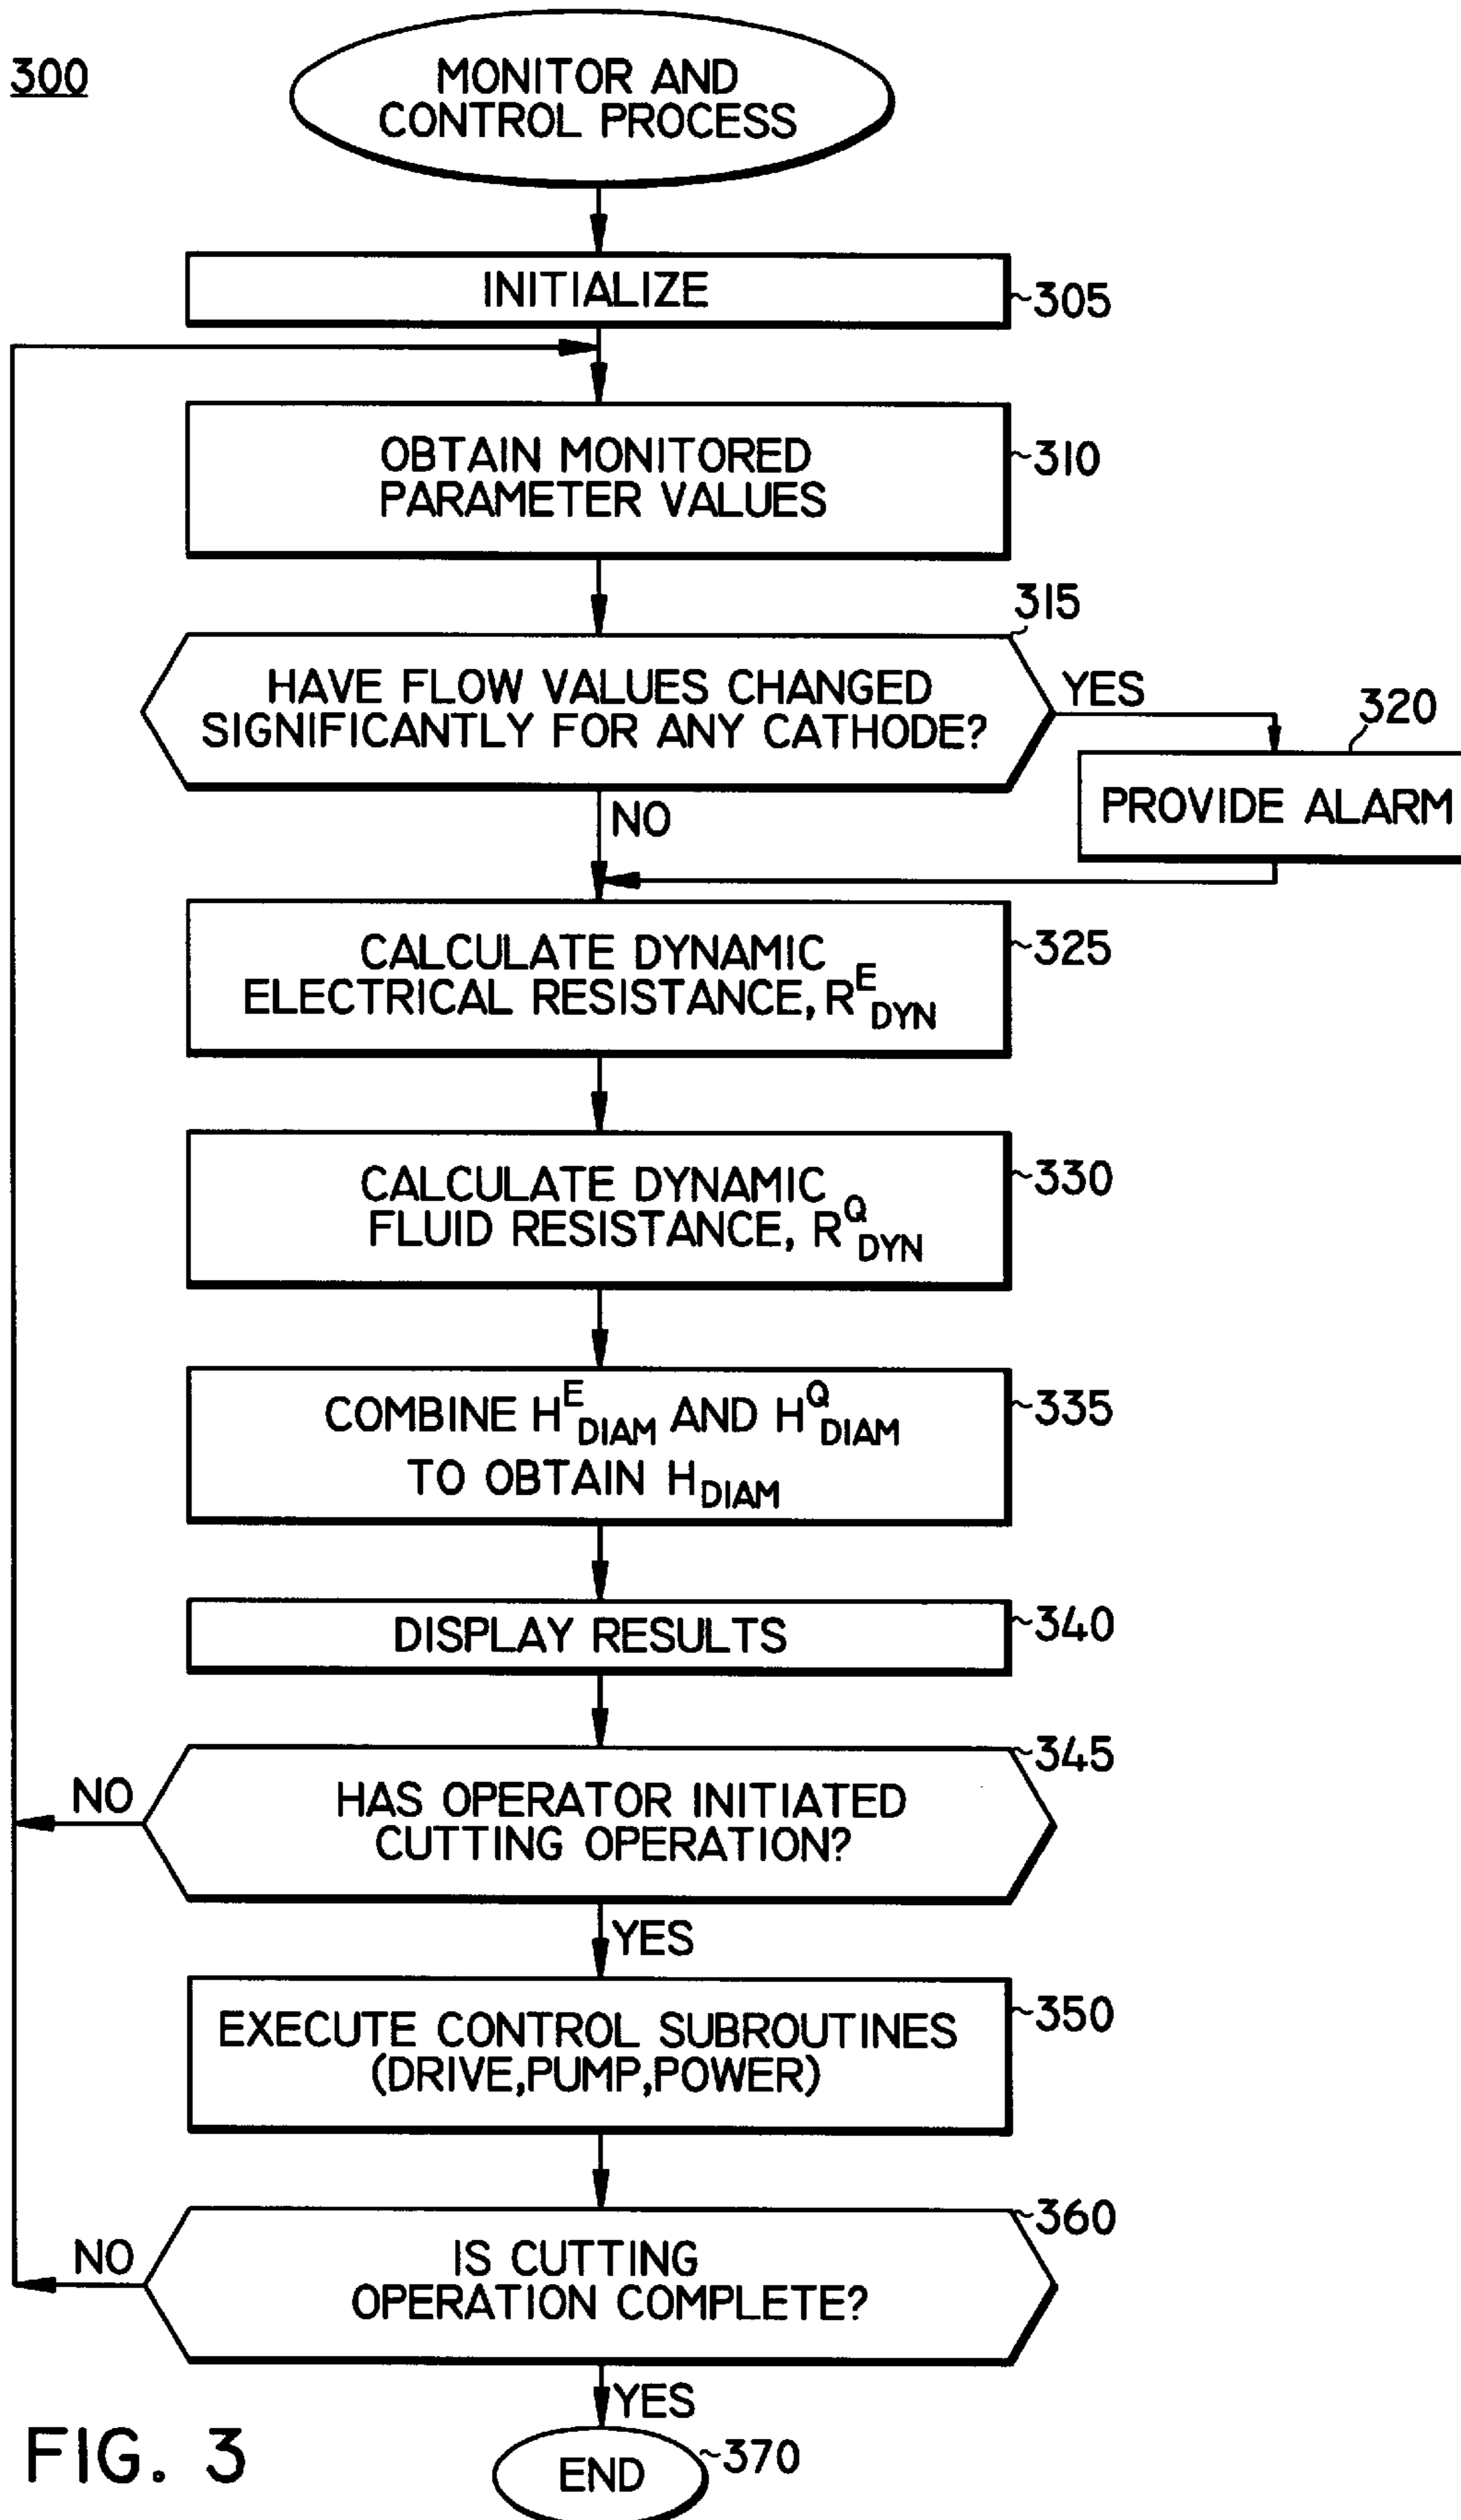 300
MONITOR AND
CONTROL PROCESS
INITIALIZE
305
OBTAIN MONITORED
PARAMETER VALUES
310
315
HAVE FLOW VALUES CHANGED
SIGNIFICANTLY FOR ANY CATHODE?
YES
320
PROVIDE ALARM
NO
CALCULATE DYNAMIC
ELECTRICAL RESISTANCE, R^E_DYN
325
CALCULATE DYNAMIC
FLUID RESISTANCE, R^Q_DYN
330
COMBINE H^E_DIAM AND H^Q_DIAM
TO OBTAIN H_DIAM
335
DISPLAY RESULTS
340
345
NO
HAS OPERATOR INITIATED
CUTTING OPERATION?
YES
EXECUTE CONTROL SUBROUTINES
(DRIVE,PUMP,POWER)
350
360
NO
IS CUTTING
OPERATION COMPLETE?
YES
END
370
FIG. 3